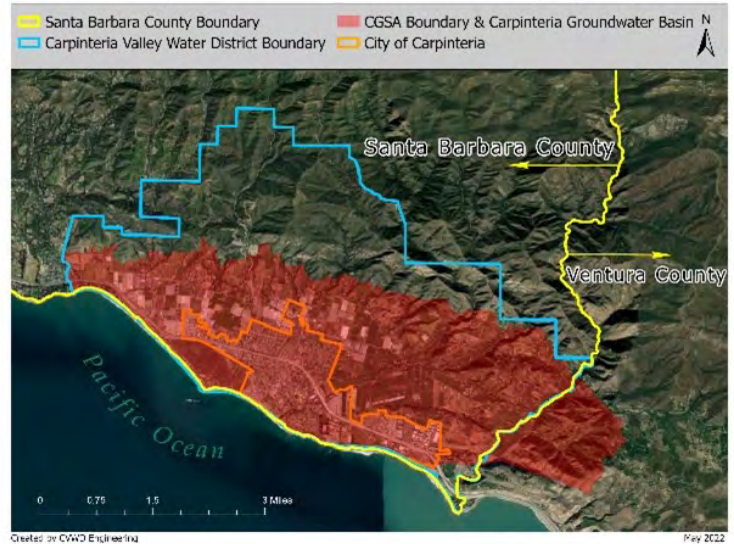 Santa Barbara County Boundary
CGSA Boundary & Carpinteria Groundwater Basin
N
Carpinteria Valley Water District Boundary
City of Carpinteria
Santa Barbara County
Ventura County
Pacific Ocean
0 0.75 1.5 3 Miles
Created by CVWD Engineering
May 2022